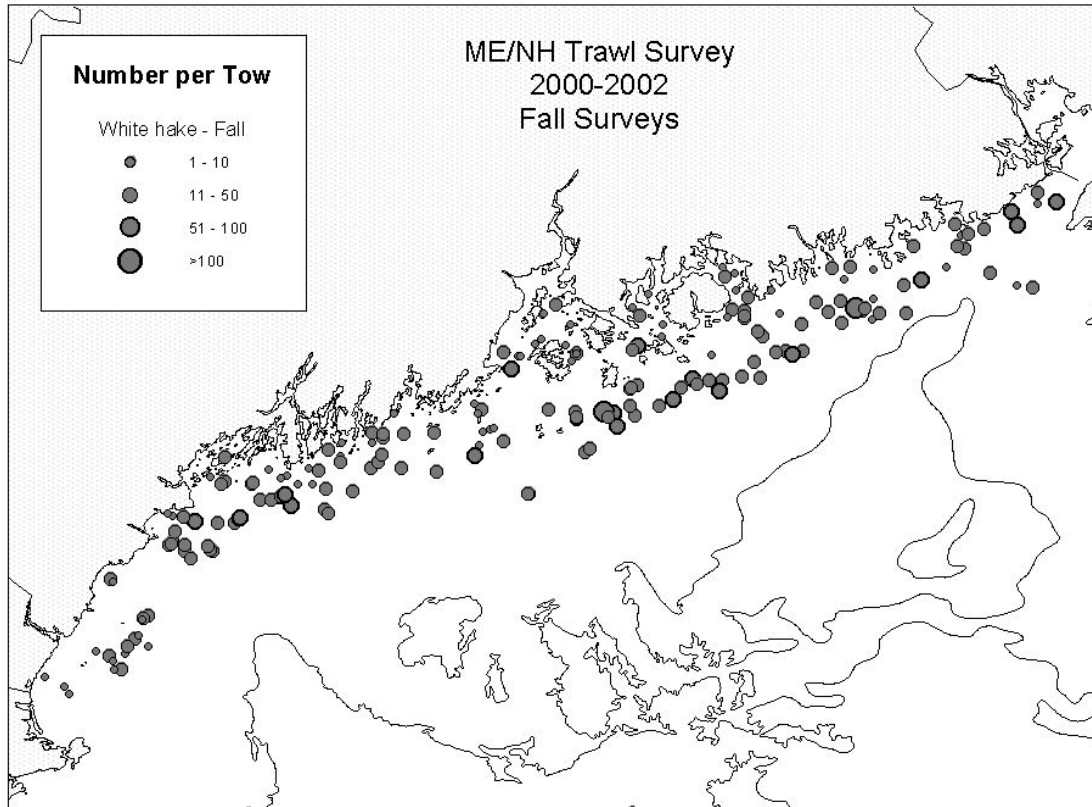 ME/NH Trawl Survey
2000-2002
Fall Surveys
Number per Tow
White hake - Fall
1 - 10
11 - 50
51 - 100
>100